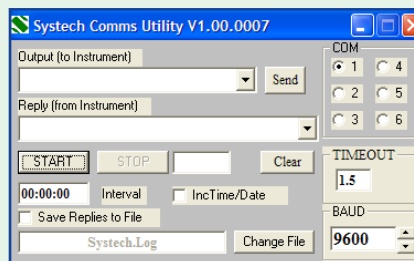 Systech Comms Utility V1.00.0007
Output (to Instrument)
Send
Reply (from Instrument)
START STOP Clear
00:00:00 Interval IncTime/Date
Save Replies to File
Systech.Log Change File
COM
1 4
2 5
3 6
TIMEOUT
1.5
BAUD
9600